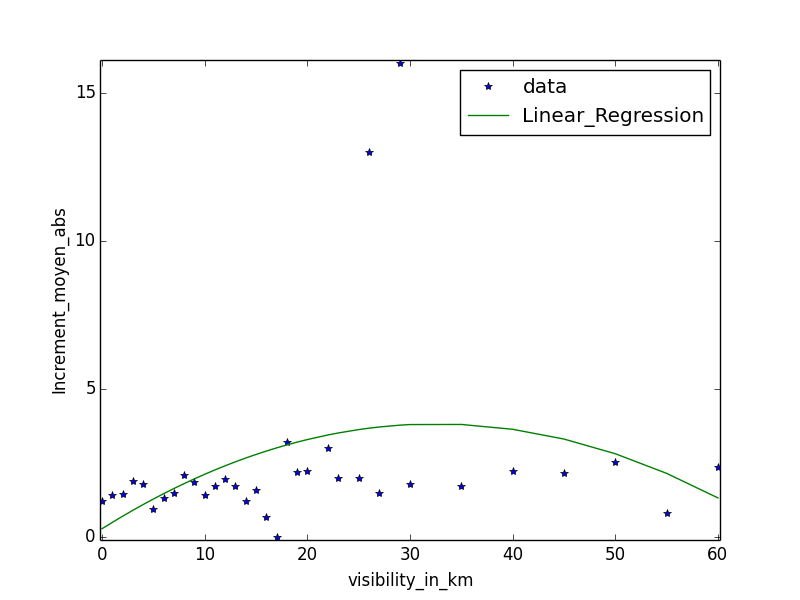 data
Linear_Regression
15
10
5
0
Increment_moyen_abs
0 10 20 30 40 50 60
visibility_in_km